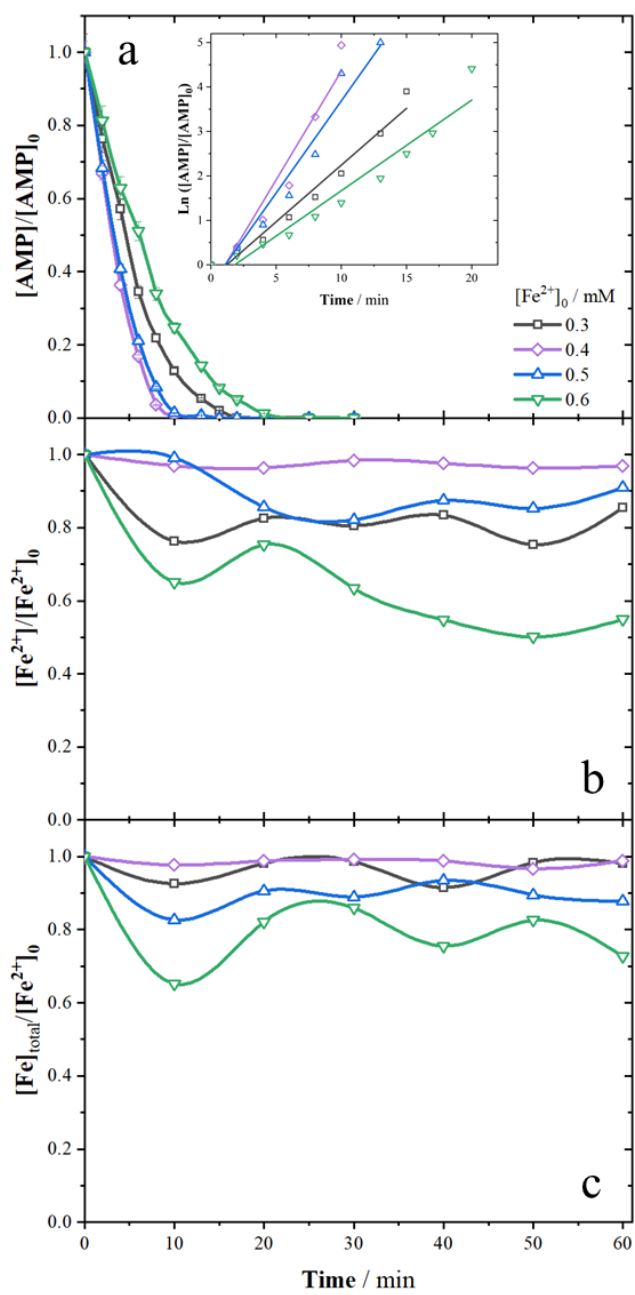 a
1.0
0.8
0.6
0.4
0.2
0.0
[AMP]/[AMP]₀
5
4
3
2
1
0
Ln ([AMP]/[AMP]₀)
0 5 10 15 20
Time / min
[Fe²⁺]₀ / mM
0.3
0.4
0.5
0.6
1.0
0.8
0.6
0.4
0.2
0.0
[Fe²⁺]/[Fe²⁺]₀
b
1.0
0.8
0.6
0.4
0.2
0.0
[Fe]total/[Fe²⁺]₀
c
0 10 20 30 40 50 60
Time / min